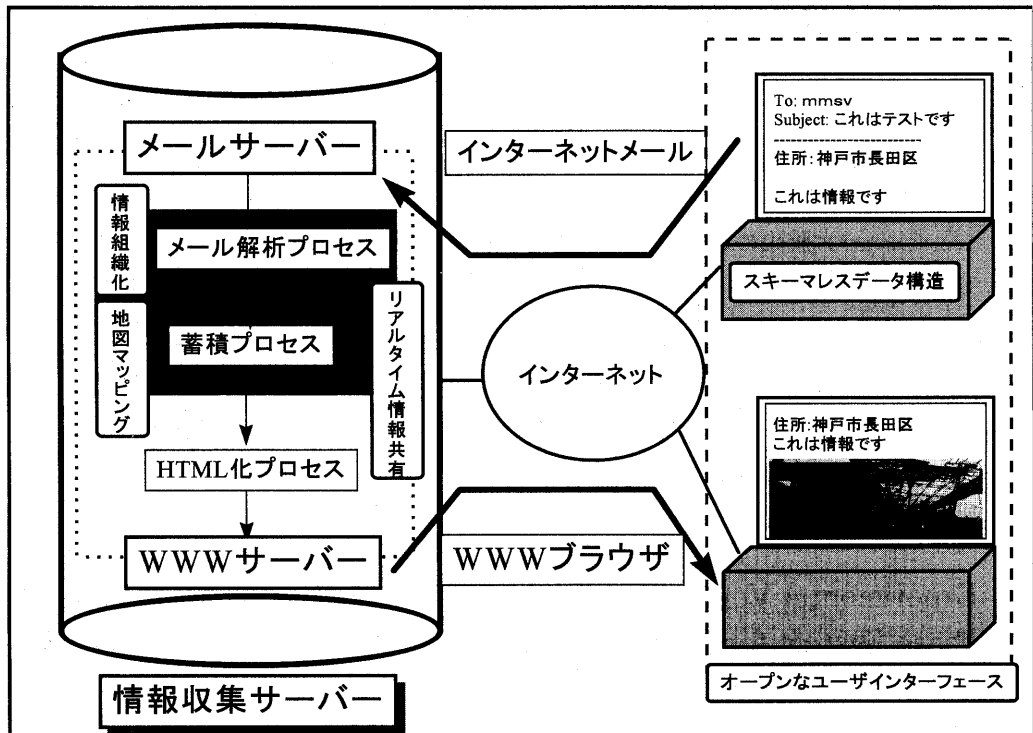 メールサーバー
情報組織化
メール解析プロセス
地図マッピング
蓄積プロセス
リアルタイム情報共有
HTML化プロセス
WWWサーバー
情報収集サーバー
インターネットメール
インターネット
WWWブラウザ
To: mmsv
Subject: これはテストです
----------------------------
住所:神戸市長田区
これは情報です
スキーマレスデータ構造
住所:神戸市長田区
これは情報です
オープンなユーザインターフェース